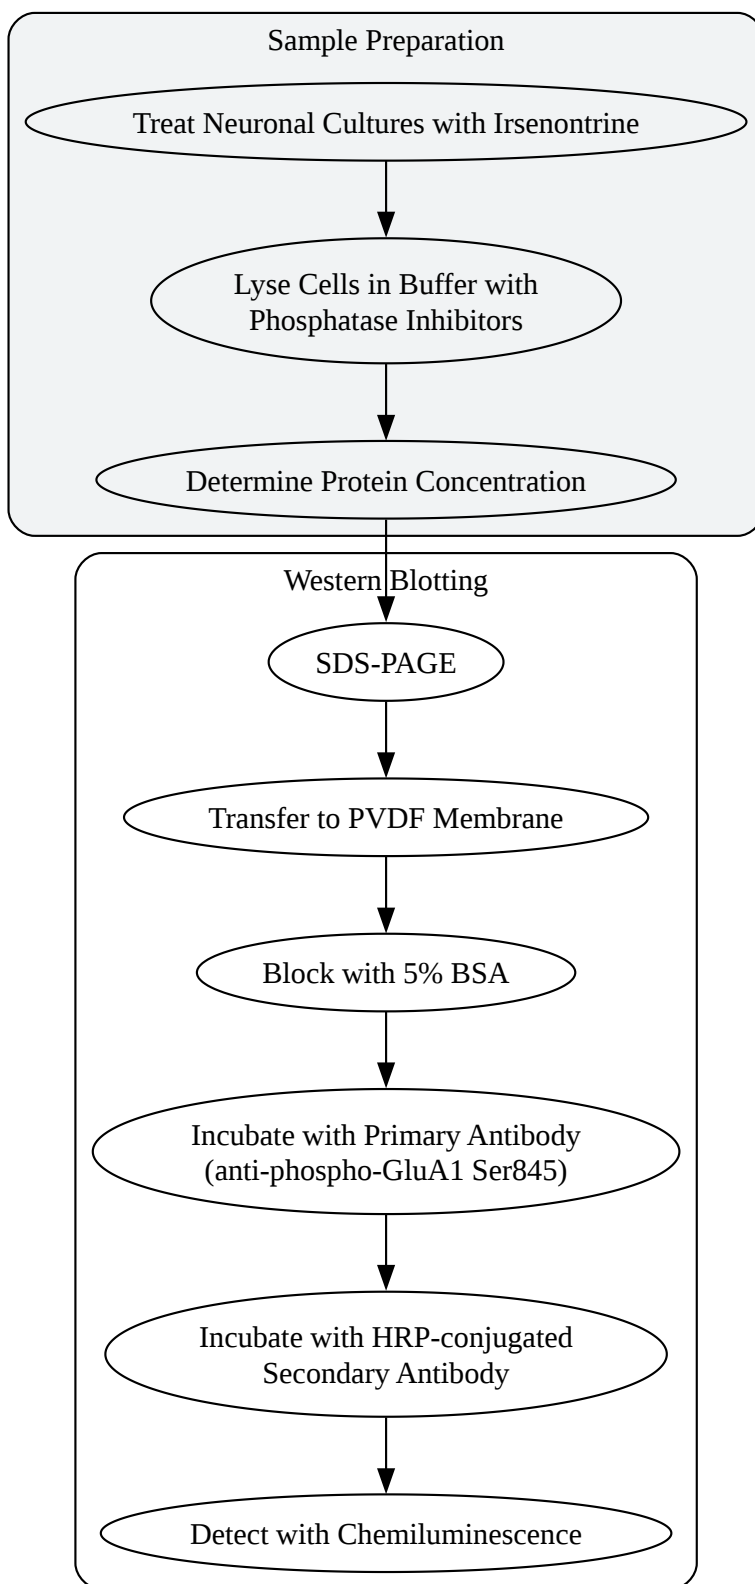 Sample Preparation
Treat Neuronal Cultures with Irsenontrine
Lyse Cells in Buffer with
Phosphatase Inhibitors
Determine Protein Concentration
Western Blotting
SDS-PAGE
Transfer to PVDF Membrane
Block with 5% BSA
Incubate with Primary Antibody
(anti-phospho-GluA1 Ser845)
Incubate with HRP-conjugated
Secondary Antibody
Detect with Chemiluminescence